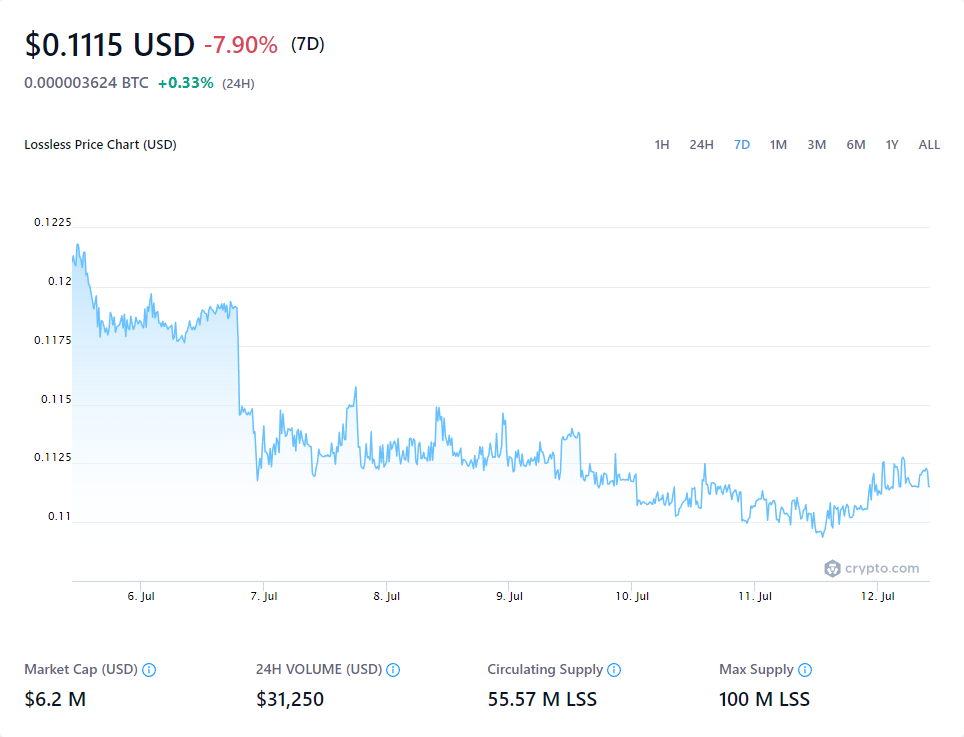 $0.1115 USD -7.90% (7D)
0.000003624 BTC +0.33% (24H)
Lossless Price Chart (USD) 1H 24H 7D 1M 3M 6M 1Y ALL
0.1225
0.12
0.1175
0.115
0.1125
0.11
crypto.com
6. Jul 7. Jul 8. Jul 9. Jul 10. Jul 11. Jul 12. Jul
Market Cap (USD) 24H VOLUME (USD) Circulating Supply Max Supply
$6.2 M $31,250 55.57 M LSS 100 M LSS